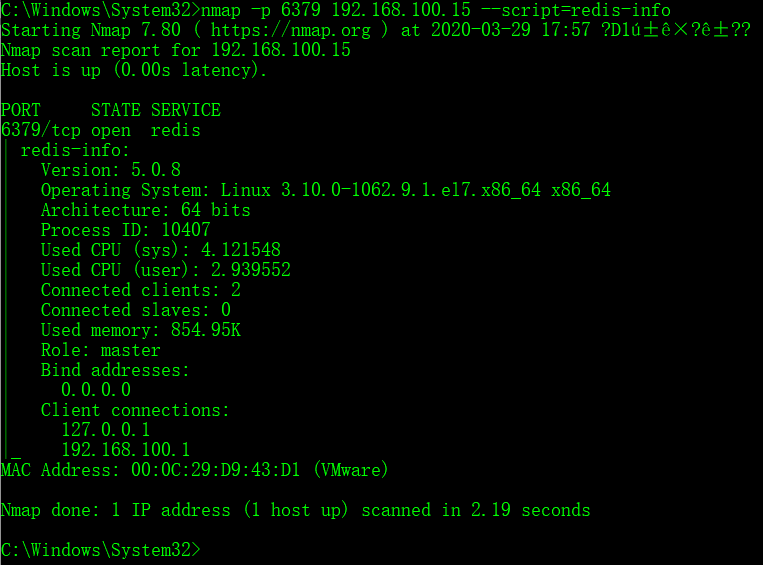 C:\Windows\System32>nmap -p 6379 192.168.100.15 --script=redis-info
Starting Nmap 7.80 ( https://nmap.org ) at 2020-03-29 17:57 ?D1ú±ê×?ê±??
Nmap scan report for 192.168.100.15
Host is up (0.00s latency).
PORT     STATE SERVICE
6379/tcp open  redis
| redis-info:
|   Version: 5.0.8
|   Operating System: Linux 3.10.0-1062.9.1.el7.x86_64 x86_64
|   Architecture: 64 bits
|   Process ID: 10407
|   Used CPU (sys): 4.121548
|   Used CPU (user): 2.939552
|   Connected clients: 2
|   Connected slaves: 0
|   Used memory: 854.95K
|   Role: master
|   Bind addresses:
|     0.0.0.0
|   Client connections:
|     127.0.0.1
|_    192.168.100.1
MAC Address: 00:0C:29:D9:43:D1 (VMware)
Nmap done: 1 IP address (1 host up) scanned in 2.19 seconds
C:\Windows\System32>